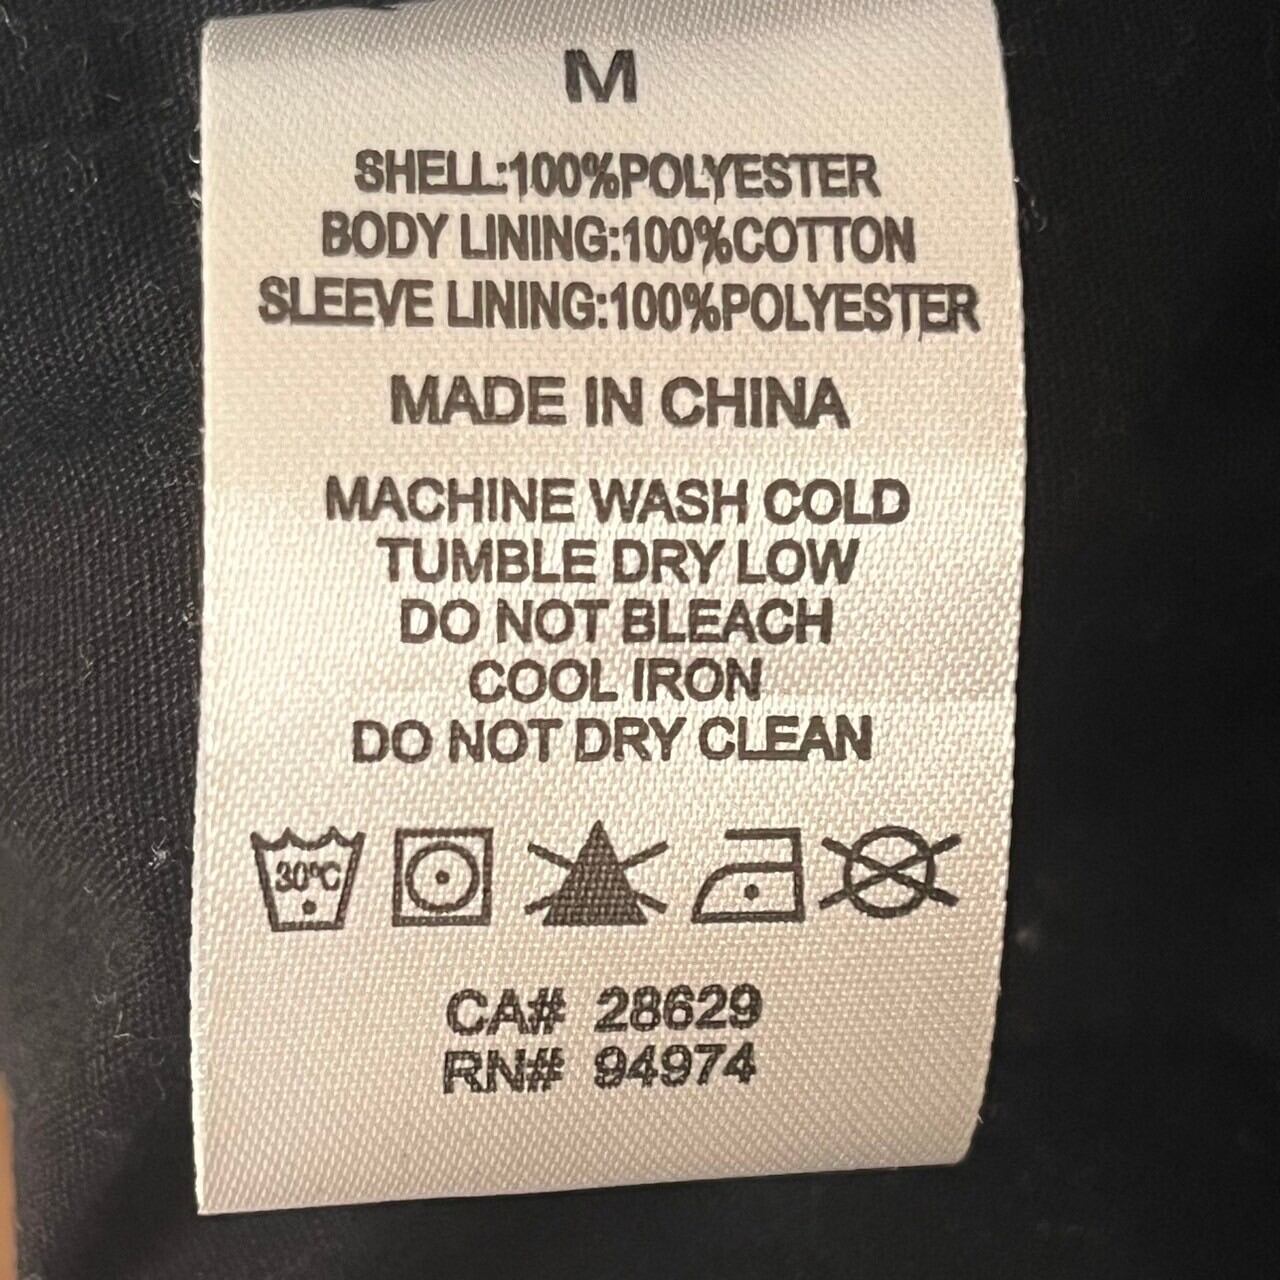 M
SHELL:100%POLYESTER
BODY LINING:100%COTTON
SLEEVE LINING:100%POLYESTER
MADE IN CHINA
MACHINE WASH COLD
TUMBLE DRY LOW
DO NOT BLEACH
COOL IRON
DO NOT DRY CLEAN
30°C
CA# 28629
RN# 94974